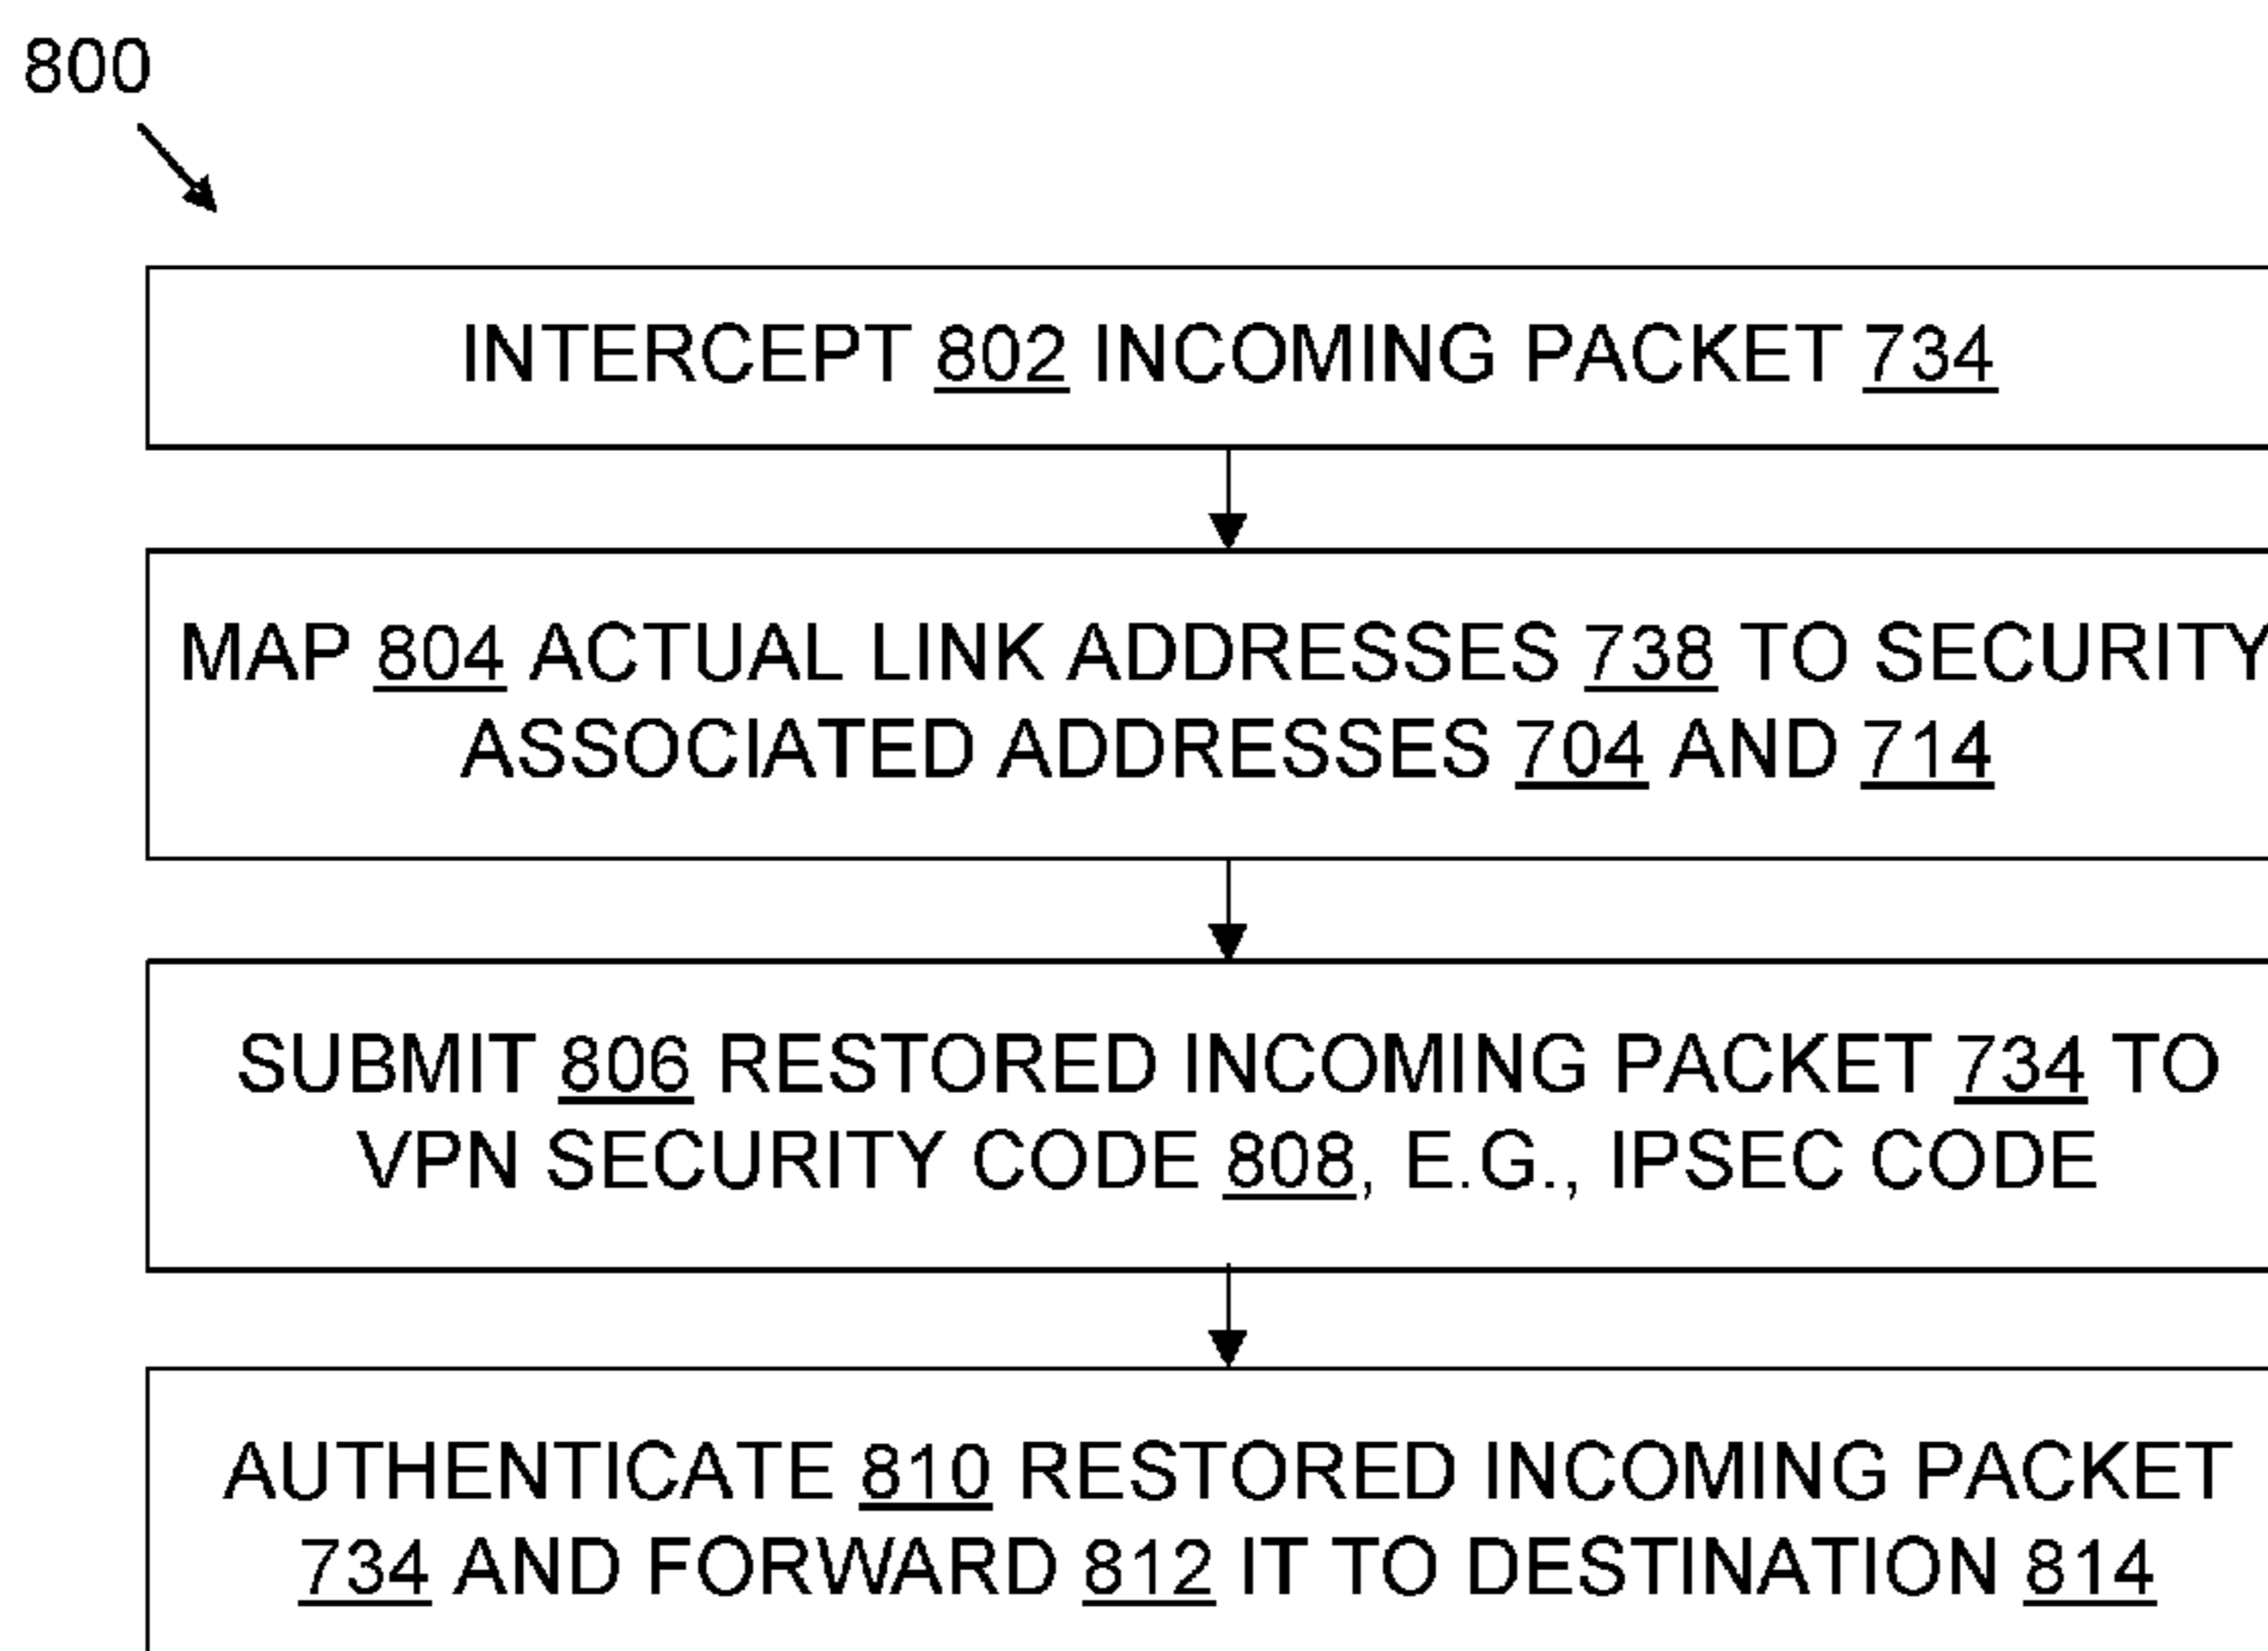 800
INTERCEPT 802 INCOMING PACKET 734
MAP 804 ACTUAL LINK ADDRESSES 738 TO SECURITY
ASSOCIATED ADDRESSES 704 AND 714
SUBMIT 806 RESTORED INCOMING PACKET 734 TO
VPN SECURITY CODE 808, E.G., IPSEC CODE
AUTHENTICATE 810 RESTORED INCOMING PACKET
734 AND FORWARD 812 IT TO DESTINATION 814